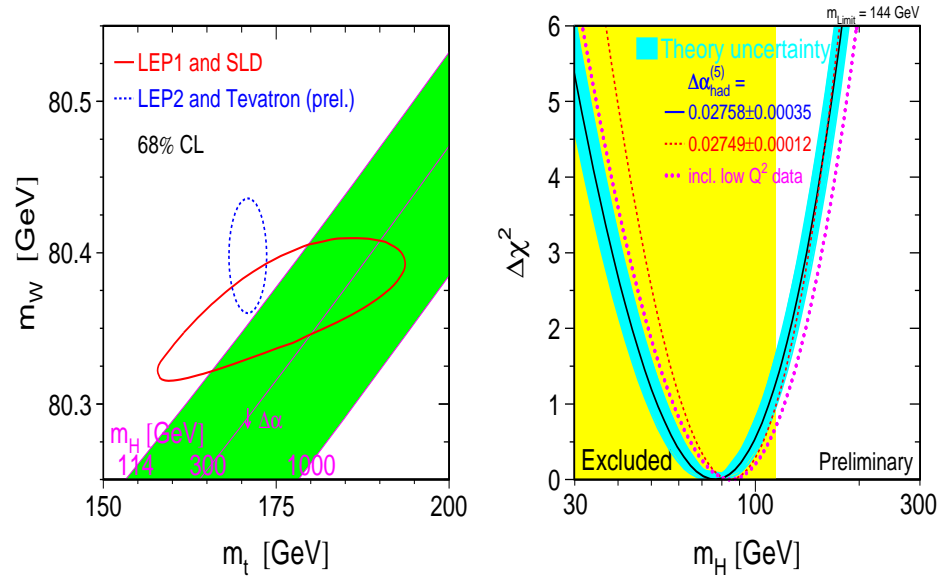 LEP1 and SLD
LEP2 and Tevatron (prel.)
68% CL
80.5
80.4
80.3
m_W [GeV]
Δα
m_H [GeV]
114 300 1000
150 175 200
m_t [GeV]
m_Limit = 144 GeV
Theory uncertainty
Δα_had^(5) =
0.02758±0.00035
0.02749±0.00012
incl. low Q² data
6
5
4
3
2
1
0
Δχ²
Excluded
Preliminary
30 100 300
m_H [GeV]